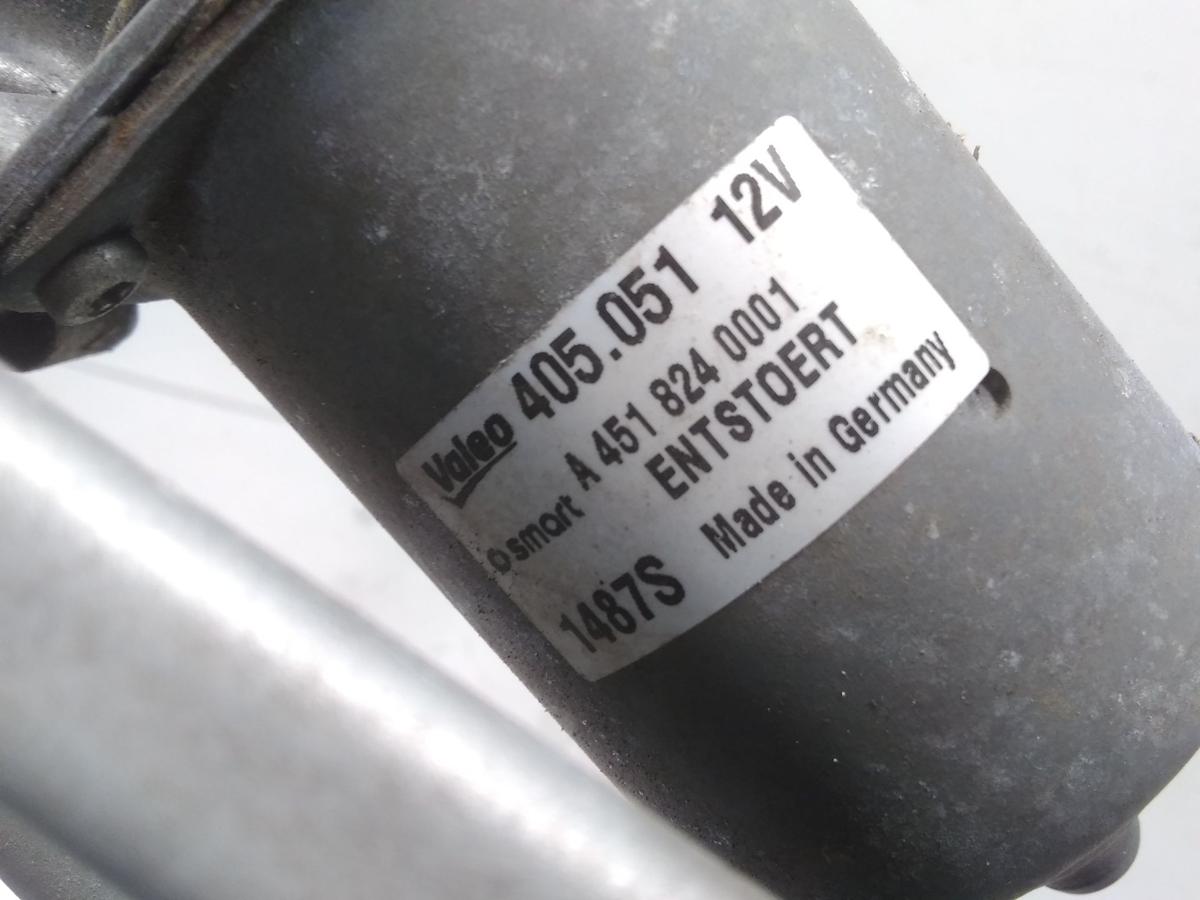 Valeo 405.051 12V
smart A 451 824 0001
ENTSTOERT
1487S Made in Germany